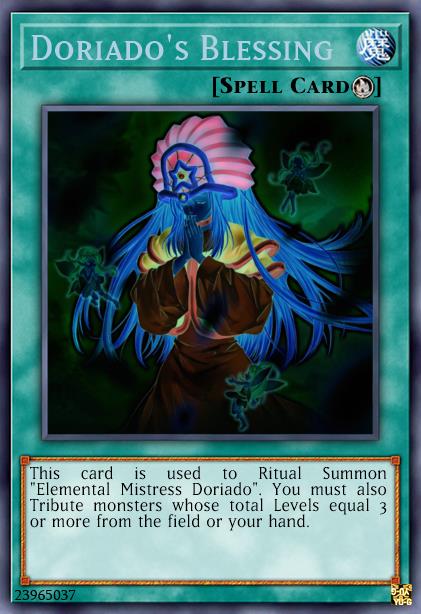 Doriado's Blessing
魔
[Spell Card]
This card is used to Ritual Summon
"Elemental Mistress Doriado". You must also
Tribute monsters whose total Levels equal 3
or more from the field or your hand.
23965037